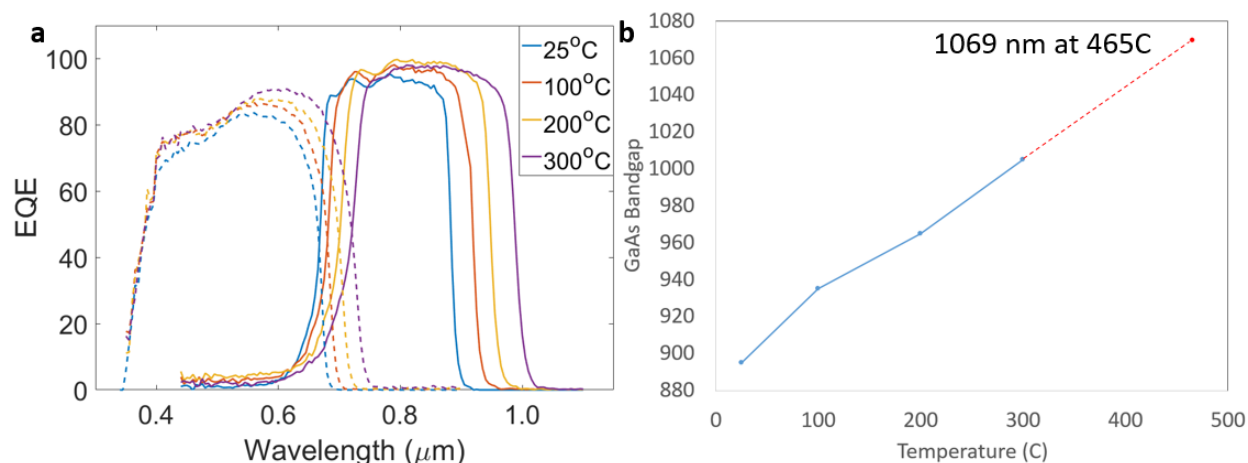 a
100
80
60
40
20
0
EQE
0.4
0.6
0.8
1.0
Wavelength (μm)
25°C
100°C
200°C
300°C
b
1069 nm at 465C
1080
1060
1040
1020
1000
980
960
940
920
900
880
GaAs Bandgap
0
100
200
300
400
500
Temperature (C)